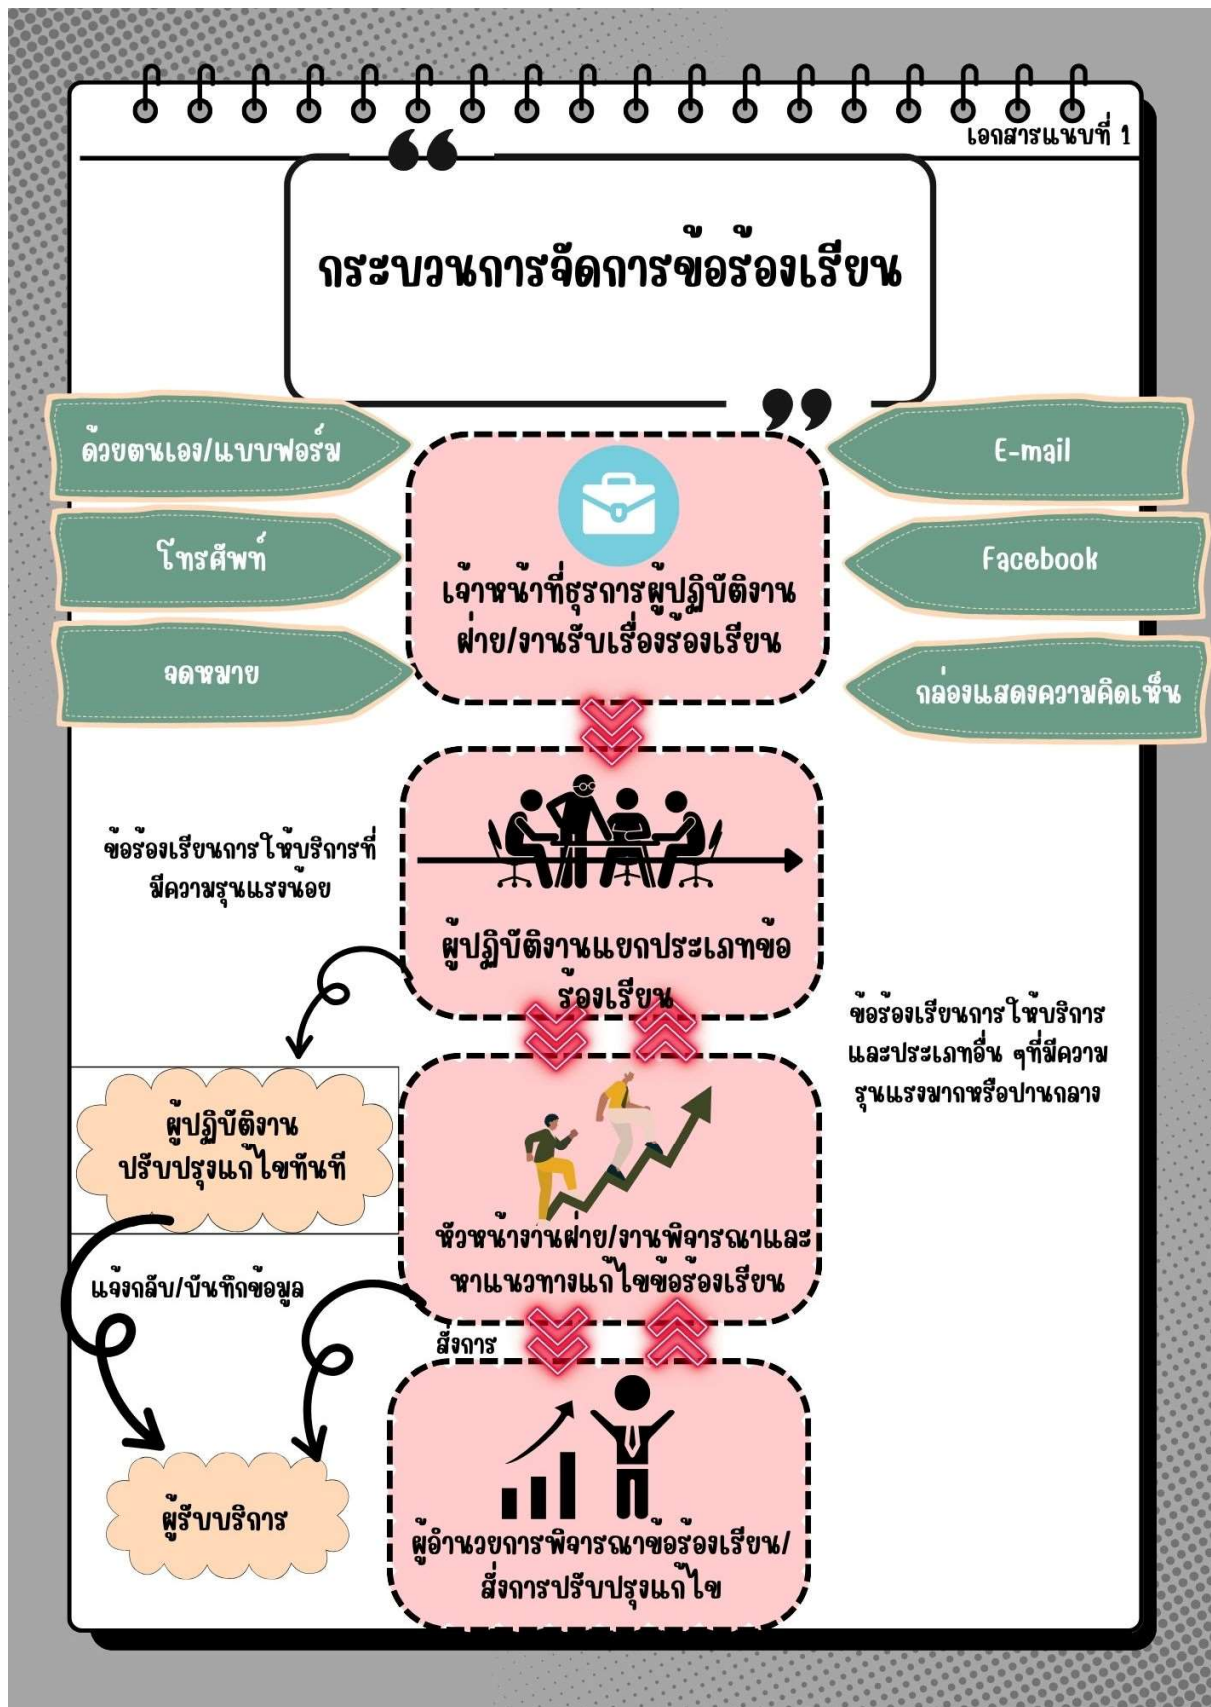 เอกสารแนบที่ 1
กระบวนการจัดการข้อร้องเรียน
ด้วยตนเอง/แบบฟอร์ม
โทรศัพท์
จดหมาย
E-mail
Facebook
กล่องแสดงความคิดเห็น
เจ้าหน้าที่ธุรการผู้ปฏิบัติงาน
ฝ่าย/งานรับเรื่องร้องเรียน
ข้อร้องเรียนการให้บริการที่
มีความรุนแรงน้อย
ผู้ปฏิบัติงานแยกประเภทข้อ
ร้องเรียน
ข้อร้องเรียนการให้บริการ
และประเภทอื่น ๆที่มีความ
รุนแรงมากหรือปานกลาง
ผู้ปฏิบัติงาน
ปรับปรุงแก้ไขทันที
หัวหน้างานฝ่าย/งานพิจารณาและ
หาแนวทางแก้ไขข้อร้องเรียน
แจ้งกลับ/บันทึกข้อมูล
สั่งการ
ผู้รับบริการ
ผู้อำนวยการพิจารณาข้อร้องเรียน/
สั่งการปรับปรุงแก้ไข